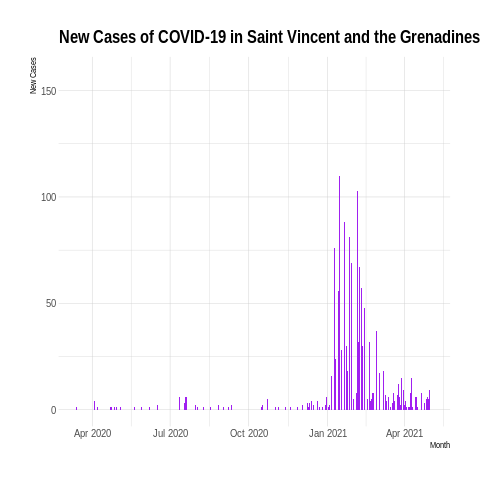 New Cases of COVID-19 in Saint Vincent and the Grenadines
New Cases
150
100
50
0
Apr 2020 Jul 2020 Oct 2020 Jan 2021 Apr 2021
Month